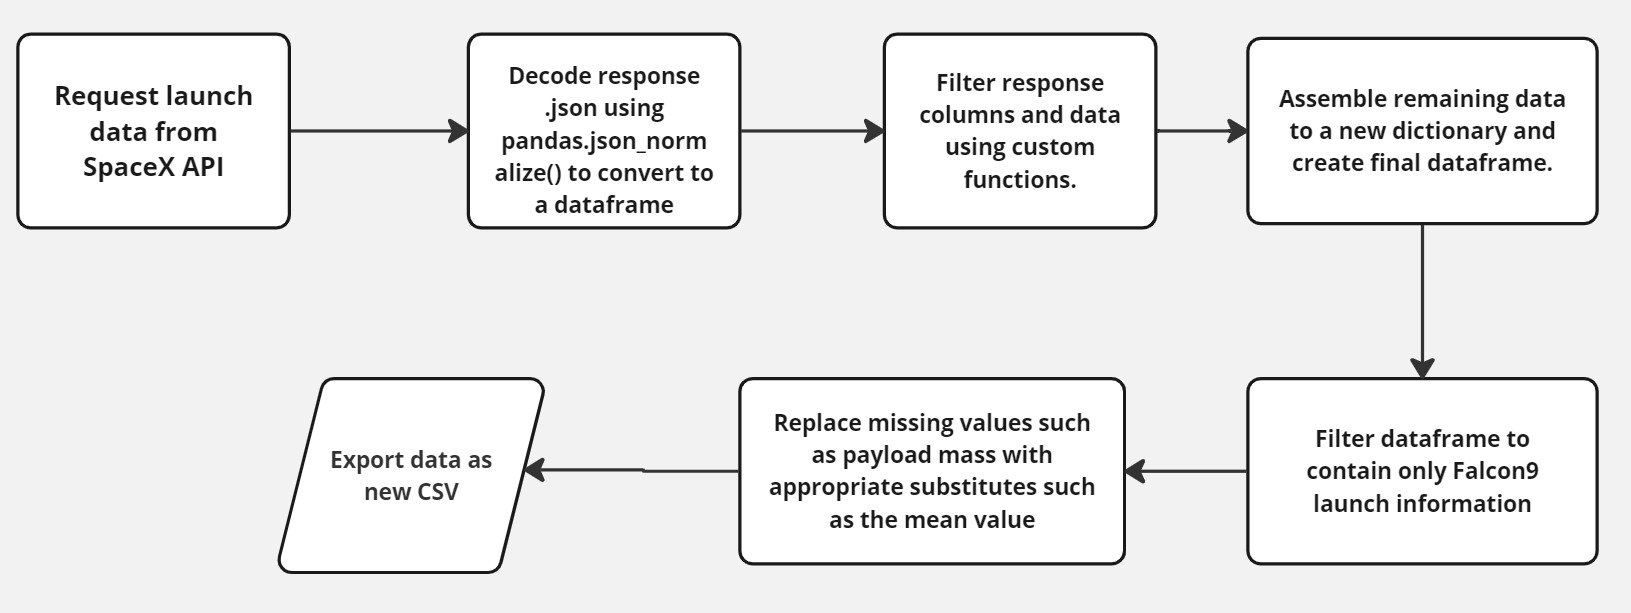 Request launch
data from
SpaceX API
Decode response
.json using
pandas.json_norm
alize() to convert to
a dataframe
Filter response
columns and data
using custom
functions.
Assemble remaining data
to a new dictionary and
create final dataframe.
Filter dataframe to
contain only Falcon9
launch information
Replace missing values such
as payload mass with
appropriate substitutes such
as the mean value
Export data as
new CSV